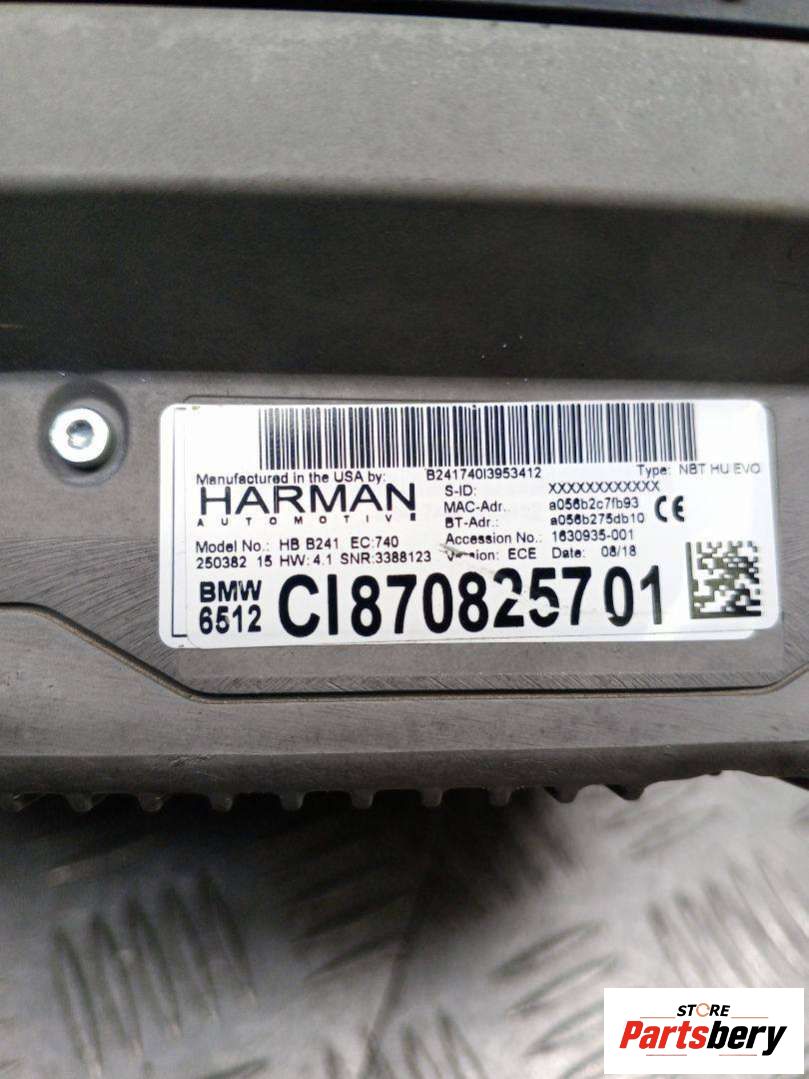 Manufactured in the USA by: B241740I3953412 Type: NBT HU EVO
HARMAN S-ID: XXXXXXXXXXXX
AUTOMOTIVE MAC-Adr.: a056b2c7fb93 CE
BT-Adr.: a056b275db10
Model No.: HB B241 EC:740 Accession No.: 1630935-001
250382 15 HW: 4.1 SNR:3388123 Version: ECE Date: 08/18
BMW
6512 CI870825701
STORE
Partsbery